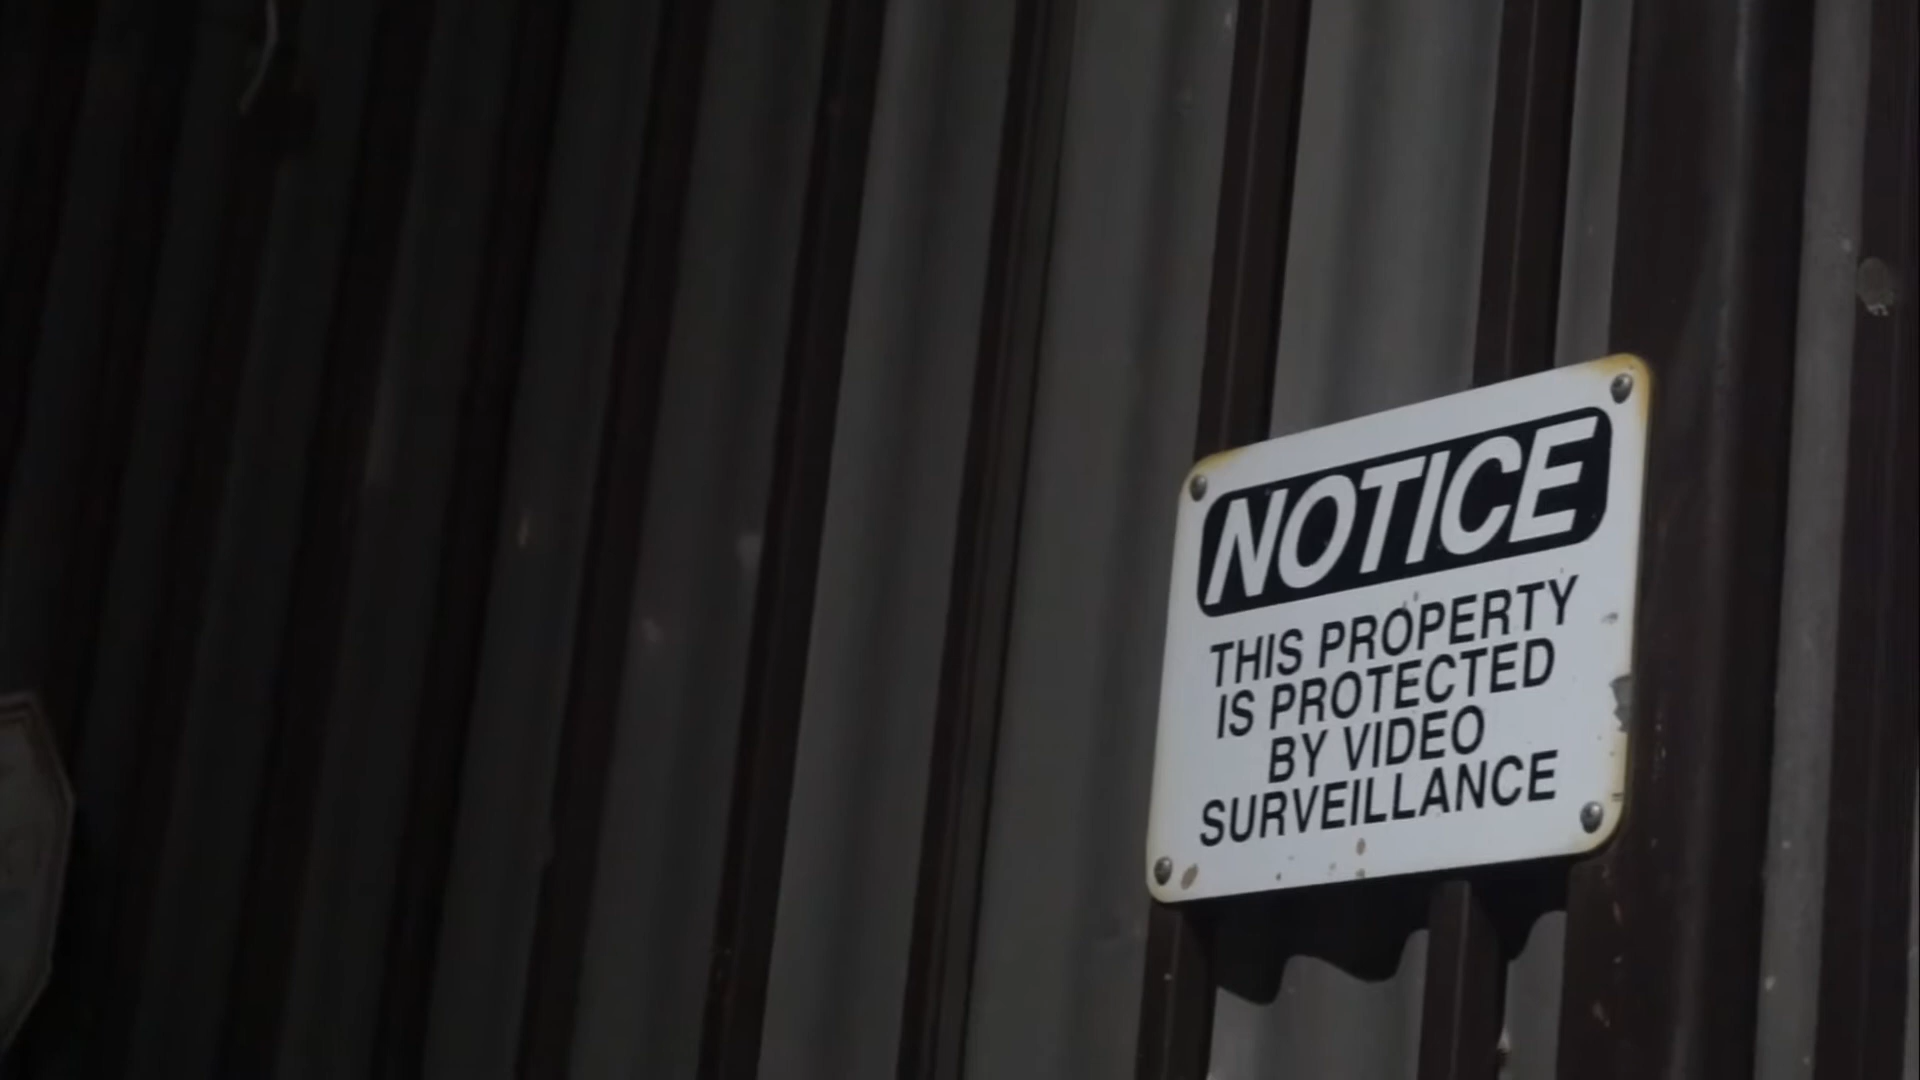 NOTICE
THIS PROPERTY
IS PROTECTED
BY VIDEO
SURVEILLANCE